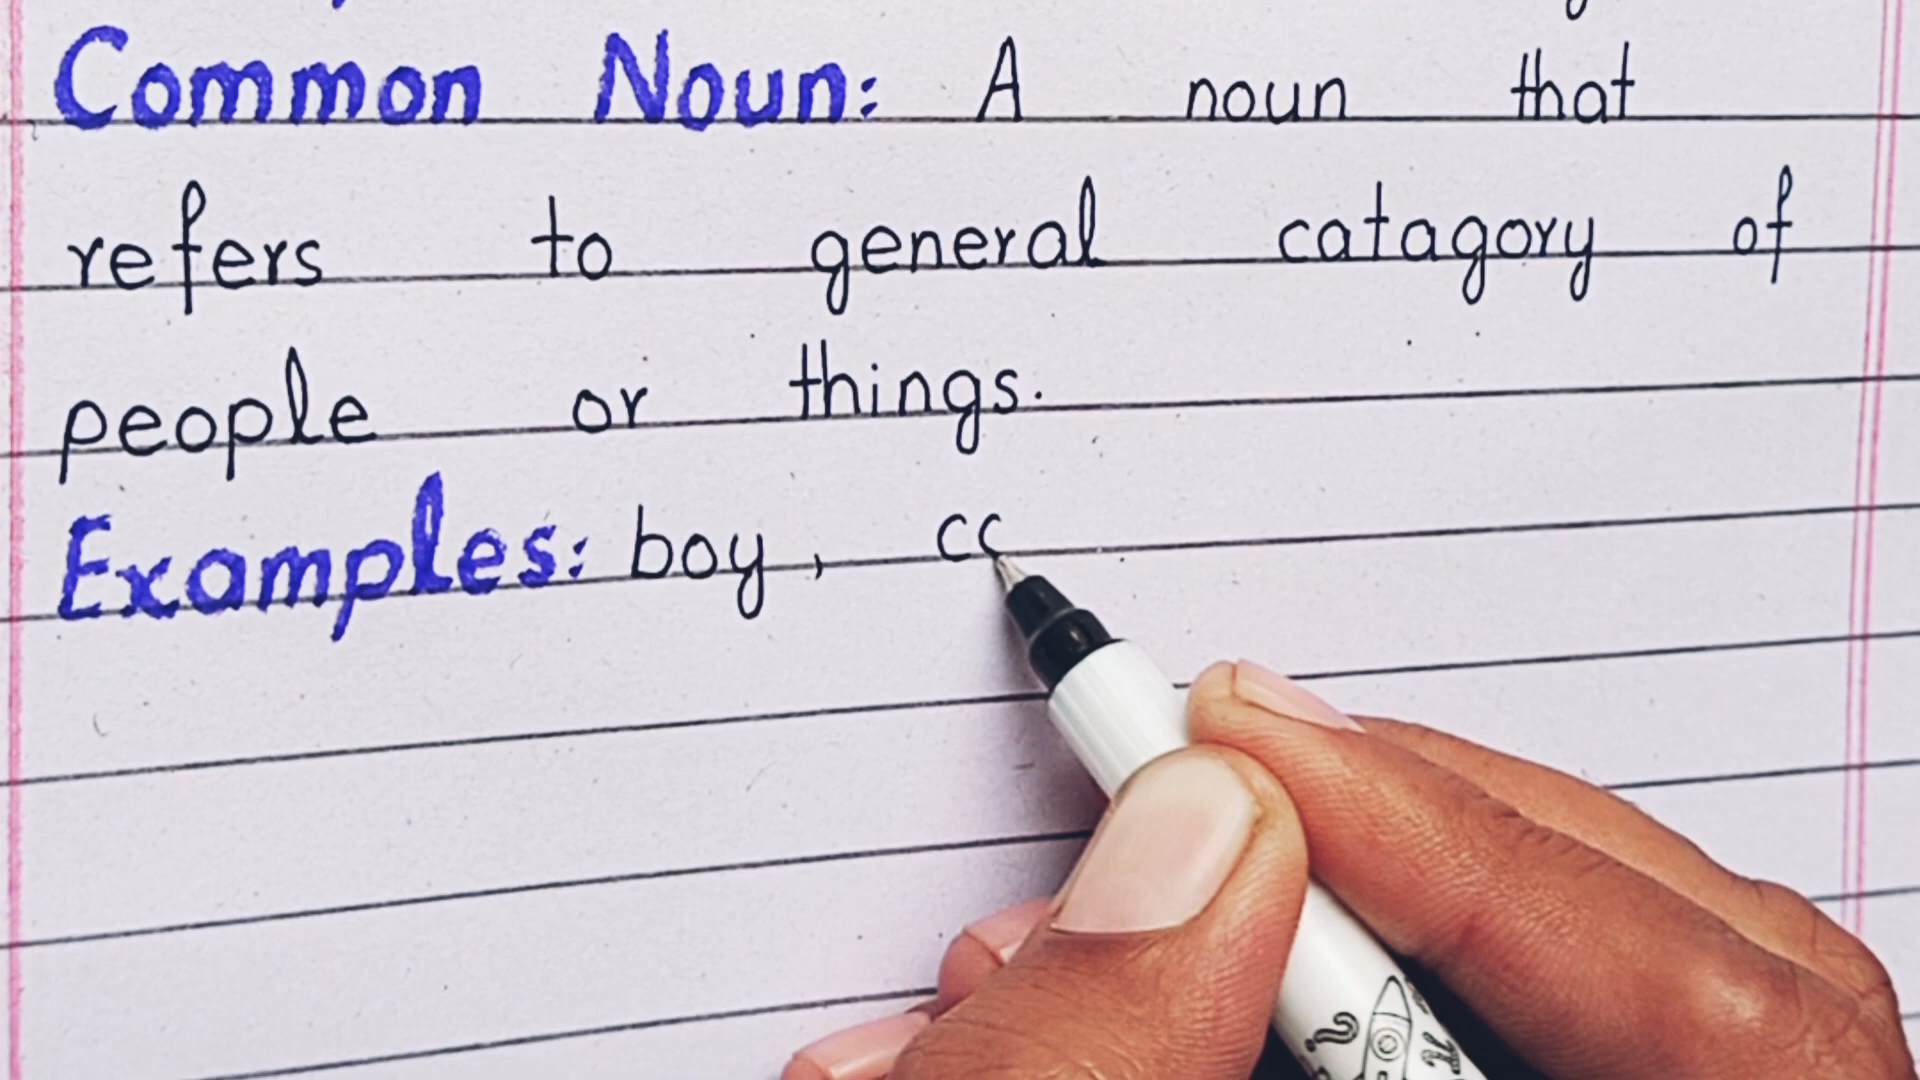 Common Noun: A noun that
refers to general catagory of
people or things.
Examples: boy,